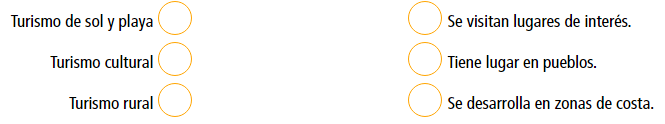 Turismo de sol y playa Se visitan lugares de interés.
Turismo cultural Tiene lugar en pueblos.
Turismo rural Se desarrolla en zonas de costa.